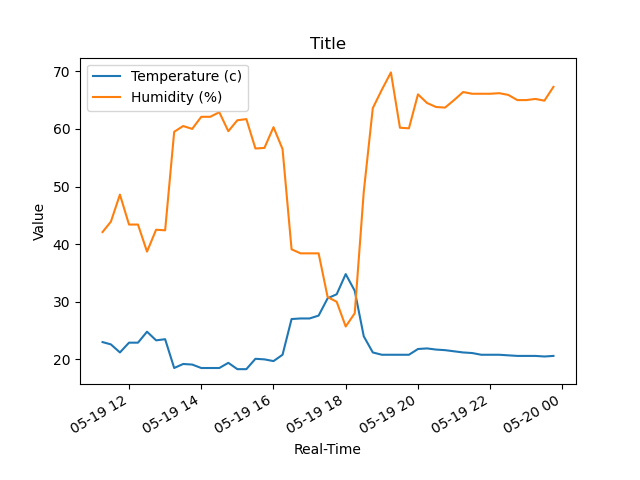 Title
Temperature (c)
Humidity (%)
70
60
50
40
30
20
Value
05-19 12
05-19 14
05-19 16
05-19 18
05-19 20
05-19 22
05-20 00
Real-Time